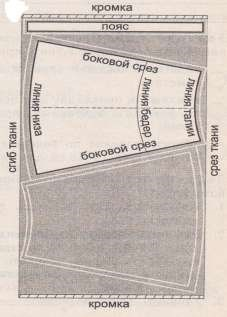 кромка
пояс
боковой срез
линия низа
линия бедер
линия талии
боковой срез
сгиб ткани
срез ткани
кромка